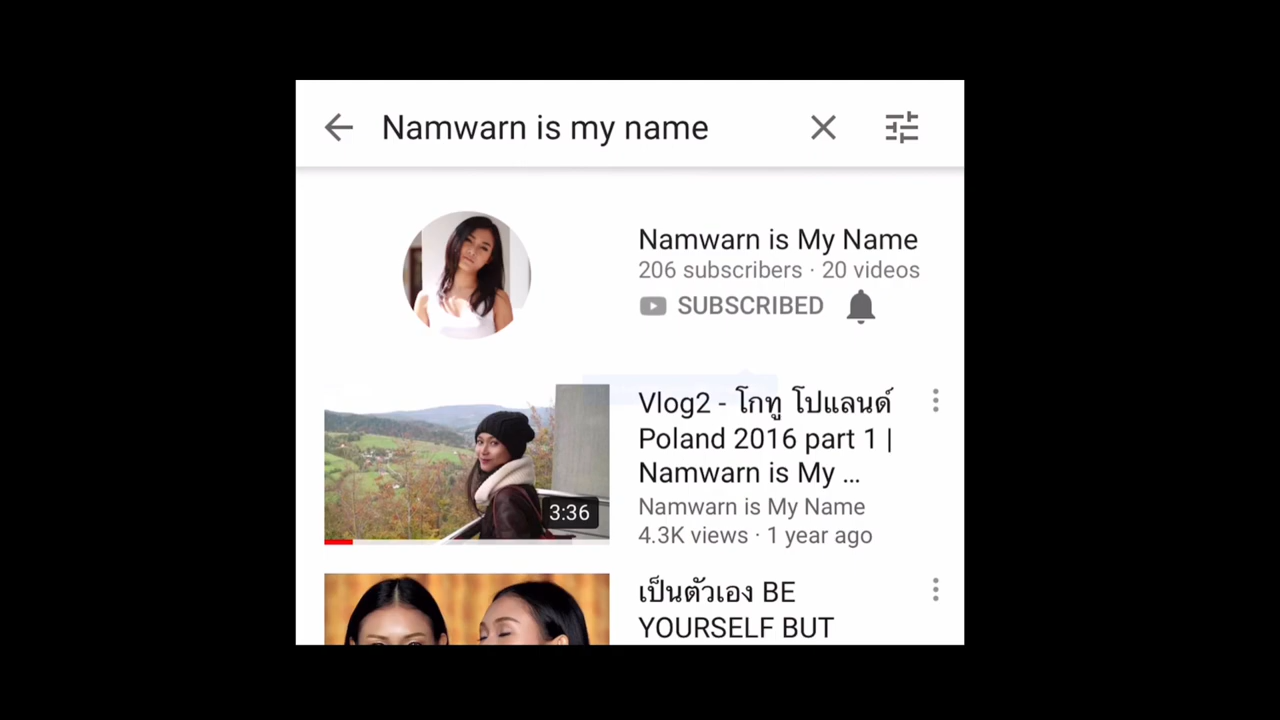 Namwarn is my name
Namwarn is My Name
206 subscribers · 20 videos
SUBSCRIBED
Vlog2 - โกทู โปแลนด์
Poland 2016 part 1 |
Namwarn is My ...
Namwarn is My Name
4.3K views · 1 year ago
3:36
เป็นตัวเอง BE
YOURSELF BUT